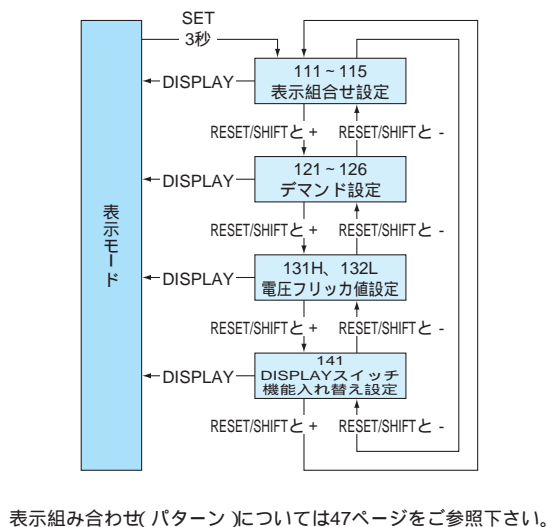 SET
3秒
111~115
表示組合せ設定
DISPLAY
RESET/SHIFTと + RESET/SHIFTと -
121~126
デマンド設定
DISPLAY
表示モード
RESET/SHIFTと + RESET/SHIFTと -
131H、132L
電圧フリッカ値設定
DISPLAY
RESET/SHIFTと + RESET/SHIFTと -
141
DISPLAYスイッチ
機能入れ替え設定
DISPLAY
RESET/SHIFTと + RESET/SHIFTと -
表示組み合わせ(パターン)については47ページをご参照下さい。